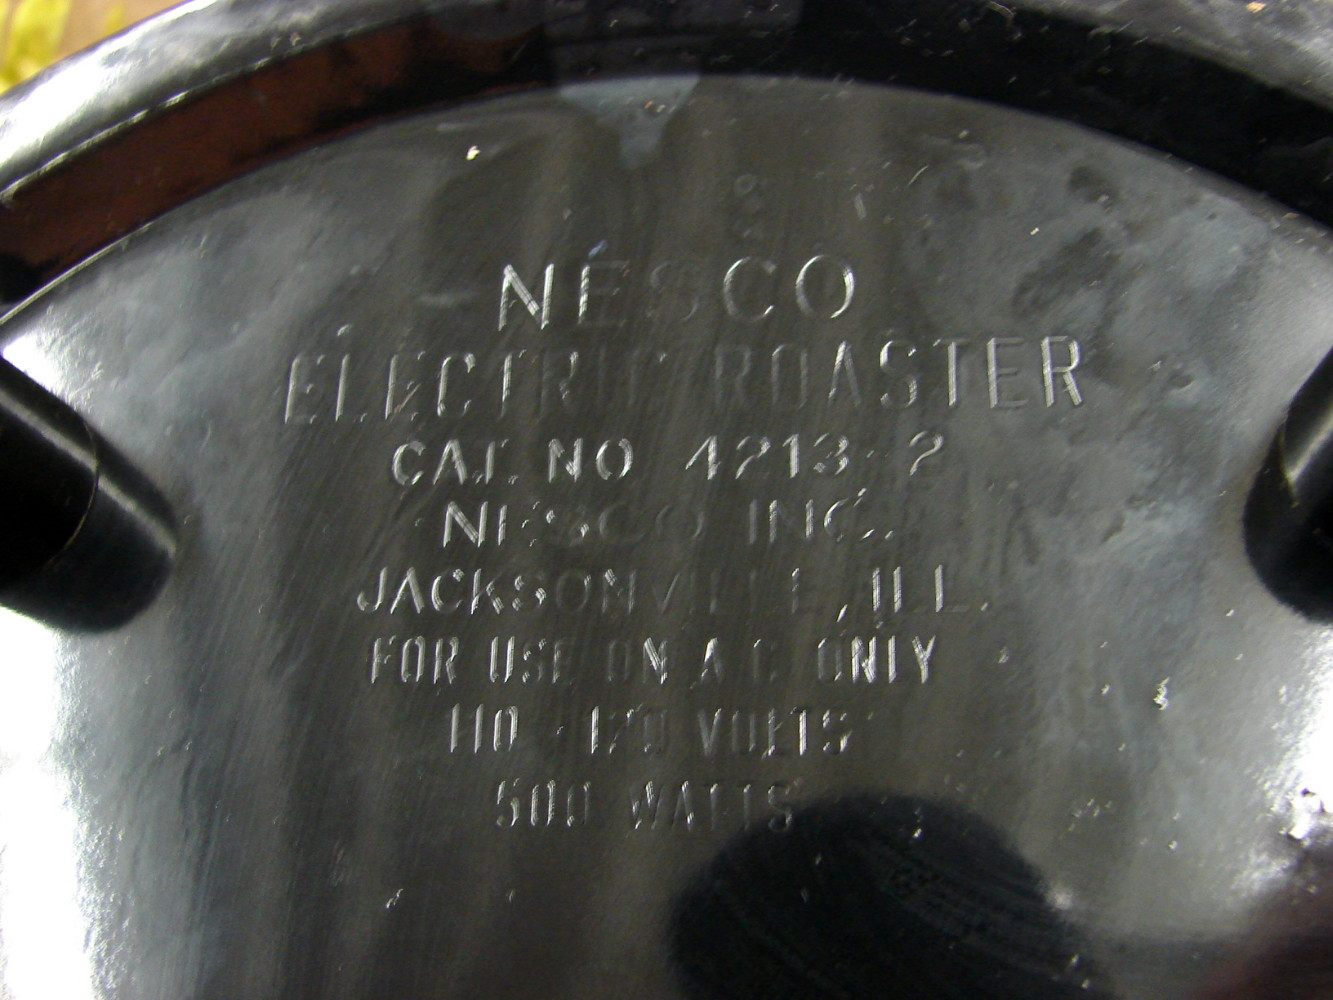 NESCO
ELECTRIC ROASTER
CAT. NO 4213-2
NESCO INC.
JACKSONVILLE, ILL.
FOR USE ON A.C. ONLY
110-120 VOLTS
500 WATTS